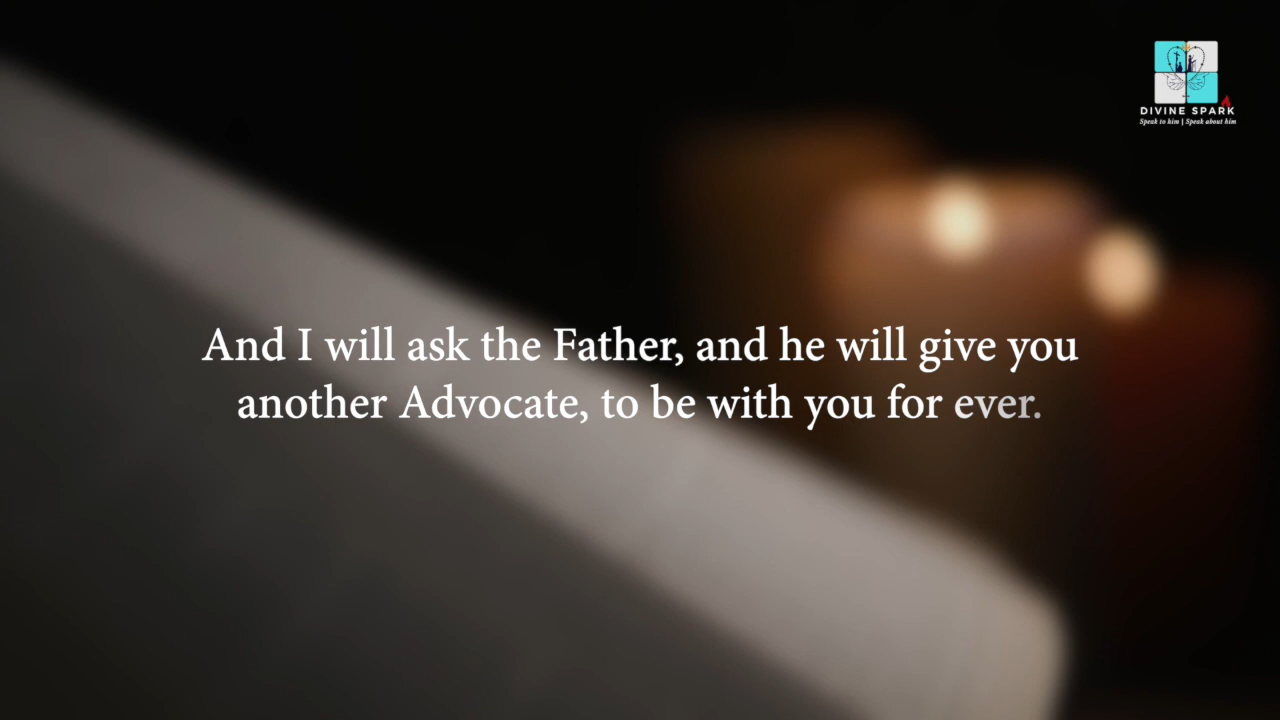 DIVINE SPARK
Speak to him | Speak about him
And I will ask the Father, and he will give you
another Advocate, to be with you for ever.